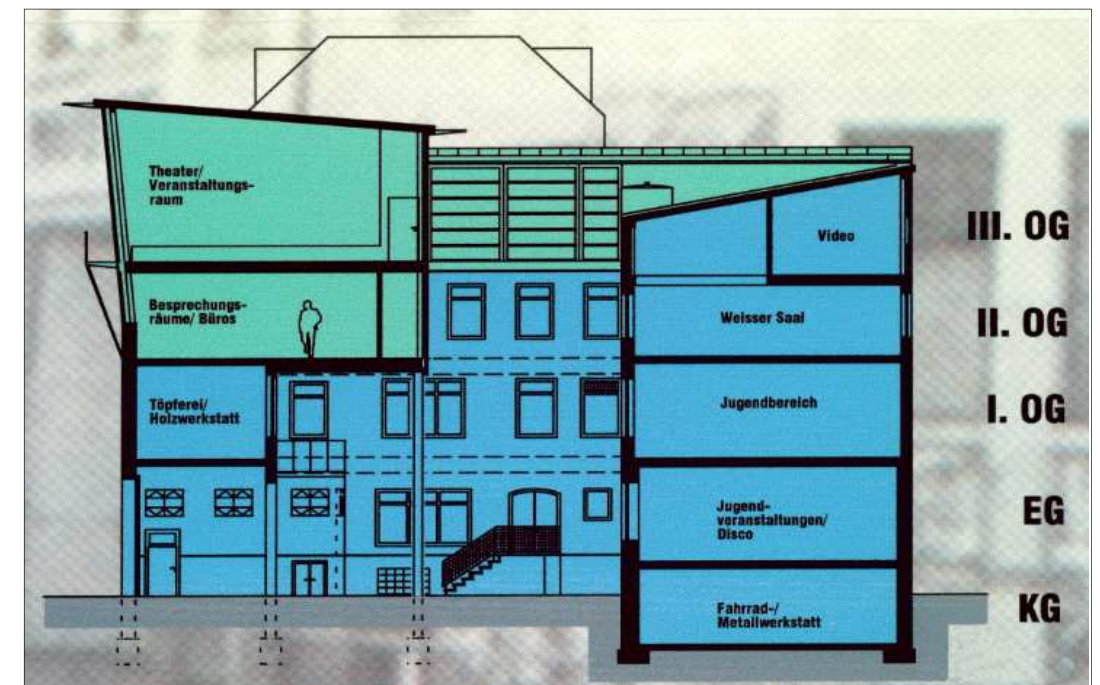 Theater/
Veranstaltungs-
raum
Video
III. OG
Besprechungs-
räume/ Büros
Weisser Saal
II. OG
Töpferei/
Holzwerkstatt
Jugendbereich
I. OG
Jugend-
veranstaltungen/
Disco
EG
Fahrrad-/
Metallwerkstatt
KG